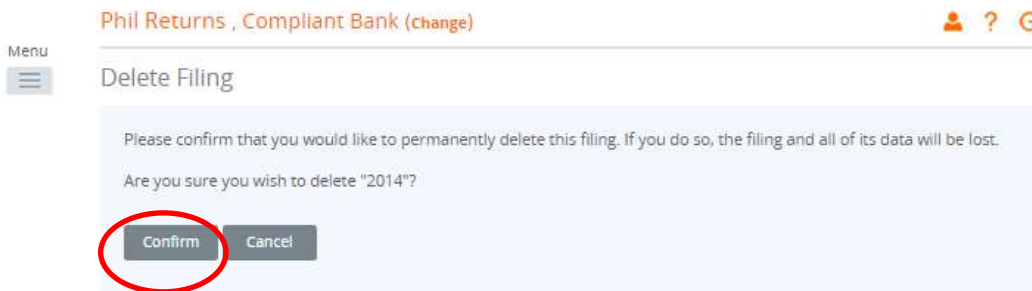 Phil Returns , Compliant Bank (Change)
?
Menu
Delete Filing
Please confirm that you would like to permanently delete this filing. If you do so, the filing and all of its data will be lost.
Are you sure you wish to delete "2014"?
Confirm Cancel